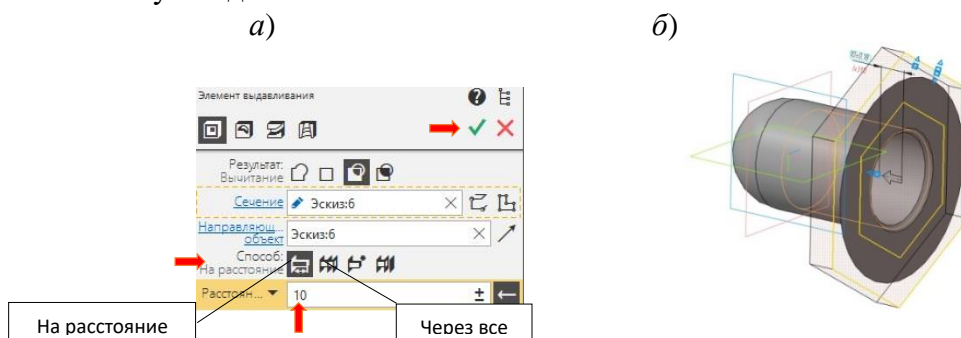 а)
б)
Элемент выдавливания
Результат:
Вычитание
Сечение
Эскиз:6
Направляющ...
объект
Эскиз:6
Способ:
На расстояние
Расстоян...
10
На расстояние
Через все